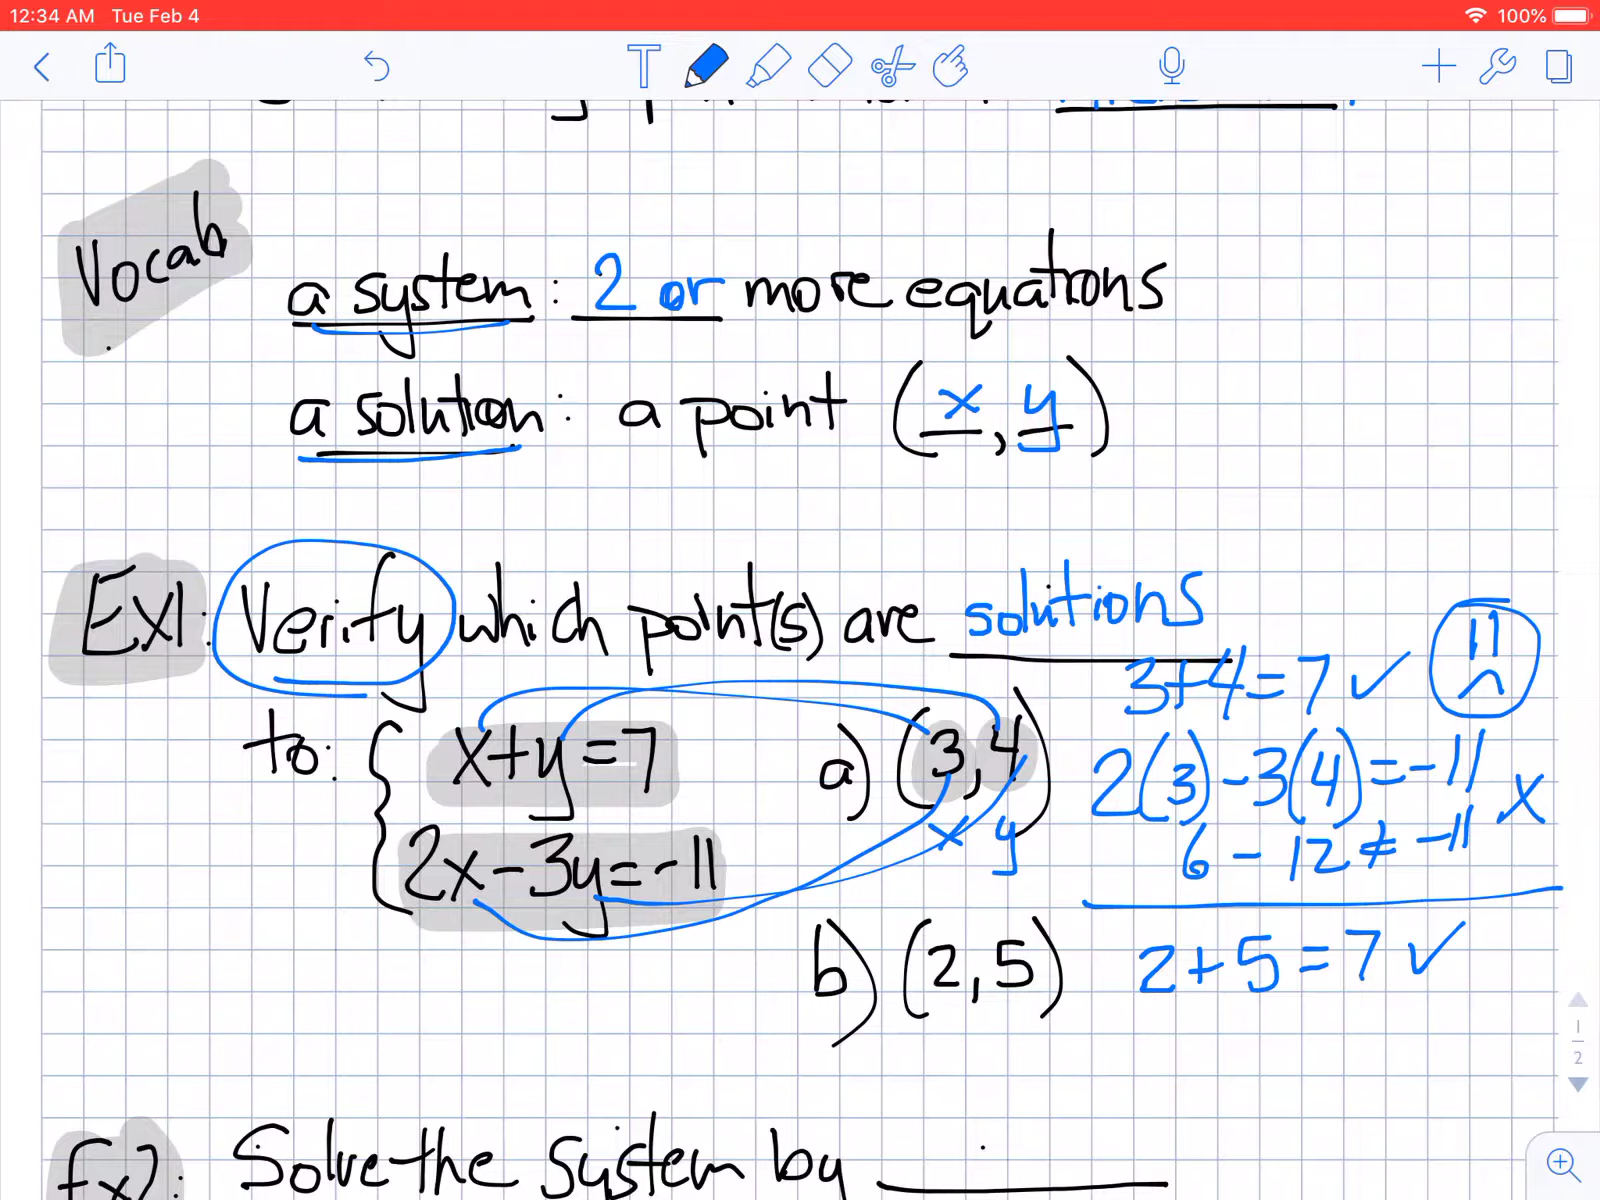 12:34 AM Tue Feb 4 100%
T
Vocab
a system: 2 or more equations
a solution: a point (x, y)
Ex1: Verify which point(s) are solutions
to: { x+y=7
2x-3y=-11
a) (3,4)
x y
3+4=7 ✓
2(3)-3(4)=-11 x
6-12≠-11
b) (2,5)
2+5=7 ✓
1
2
Ex2: Solve the system by